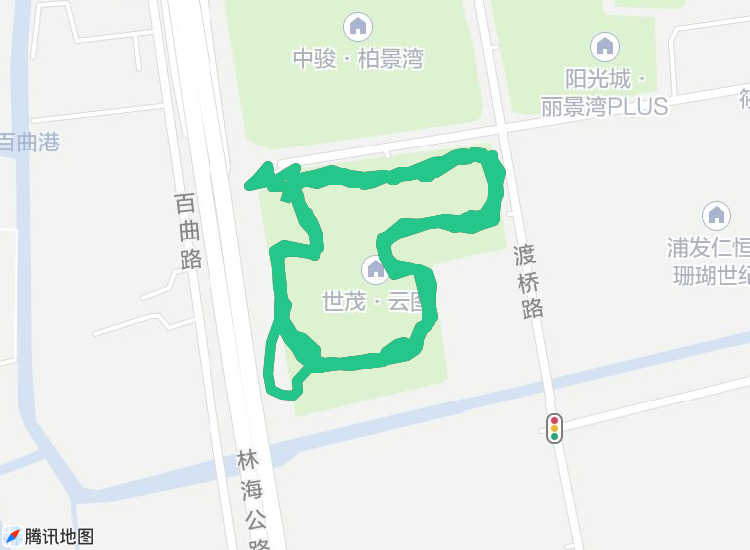 中骏·柏景湾
阳光城·
丽景湾PLUS
百曲港
百曲路
渡桥路
浦发仁恒
珊瑚世纪
世茂·云图
林海公路
腾讯地图